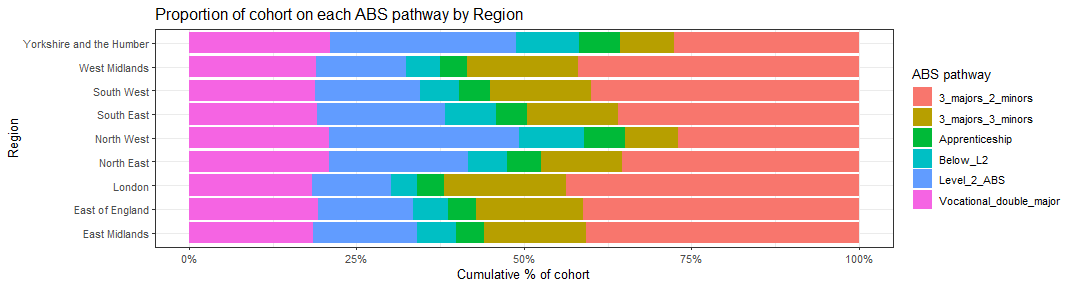 Proportion of cohort on each ABS pathway by Region
Region
Yorkshire and the Humber
West Midlands
South West
South East
North West
North East
London
East of England
East Midlands
0%
25%
50%
75%
100%
Cumulative % of cohort
ABS pathway
3_majors_2_minors
3_majors_3_minors
Apprenticeship
Below_L2
Level_2_ABS
Vocational_double_major